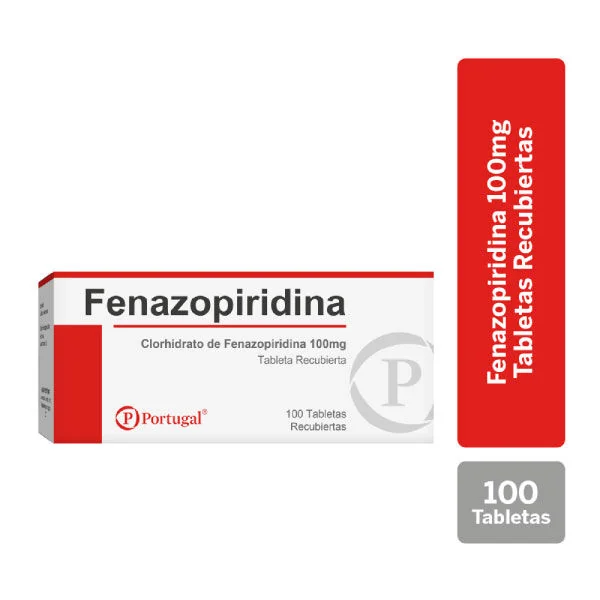 Fenazopiridina
Clorhidrato de Fenazopiridina 100mg
Tableta Recubierta
P Portugal®
100 Tabletas
Recubiertas
P
Fenazopiridina 100mg
Tabletas Recubiertas
100
Tabletas